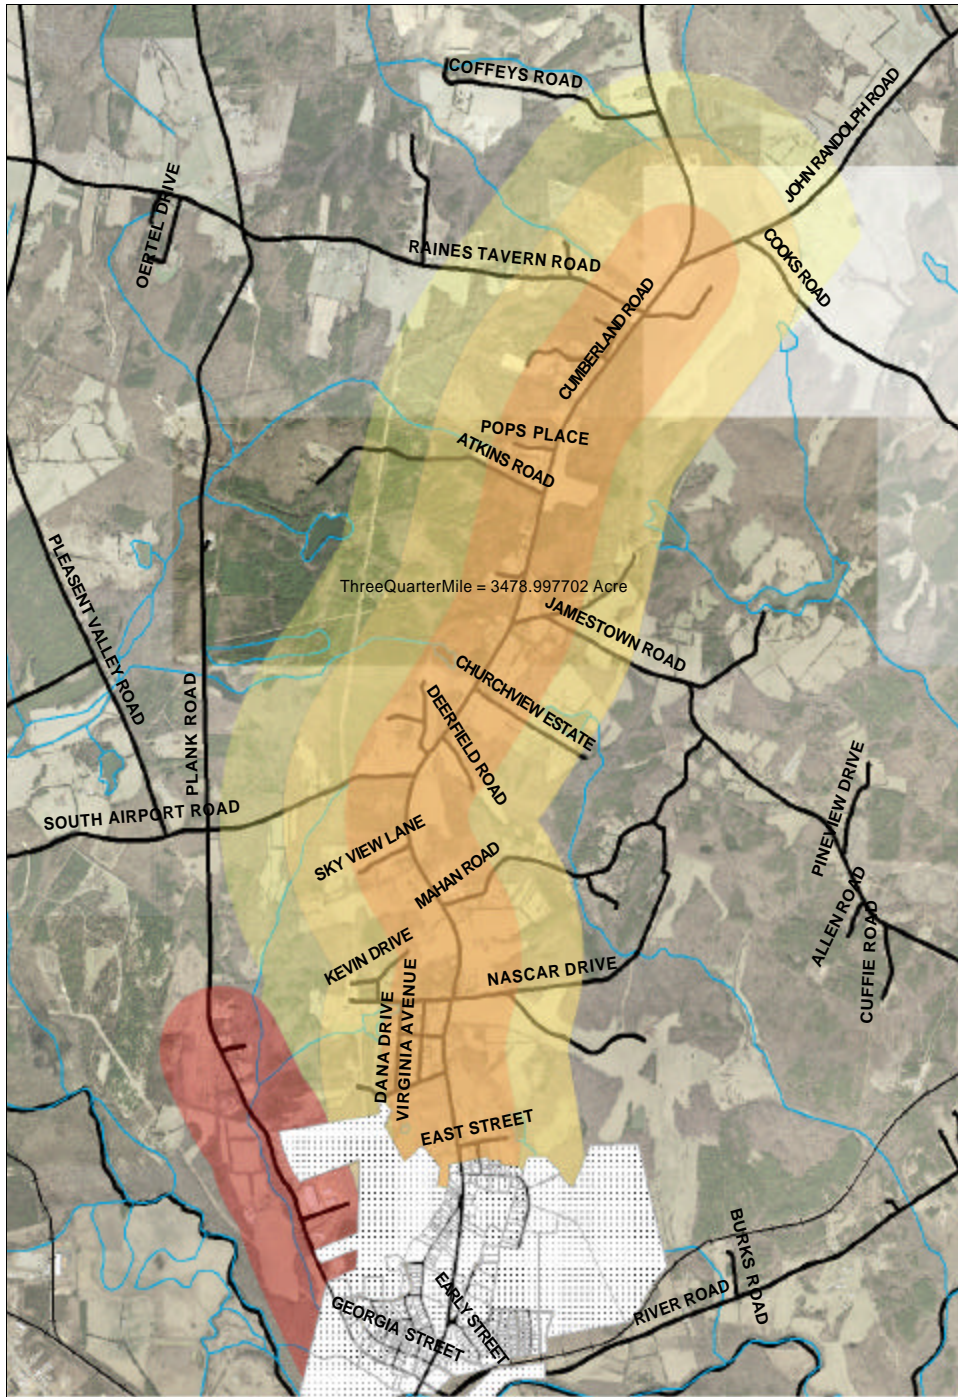 COFFEYS ROAD
JOHN RANDOLPH ROAD
OERTEL DRIVE
RAINES TAVERN ROAD
COOKS ROAD
CUMBERLAND ROAD
POPS PLACE
ATKINS ROAD
PLEASENT VALLEY ROAD
ThreeQuarterMile = 3478.997702 Acre
JAMESTOWN ROAD
CHURCHVIEW ESTATE
PLANK ROAD
DEERFIELD ROAD
SOUTH AIRPORT ROAD
PINEVIEW DRIVE
SKY VIEW LANE
MAHAN ROAD
ALLEN ROAD
CUFFIE ROAD
KEVIN DRIVE
NASCAR DRIVE
DANA DRIVE
VIRGINIA AVENUE
EAST STREET
BURKS ROAD
RIVER ROAD
EARLY STREET
GEORGIA STREET